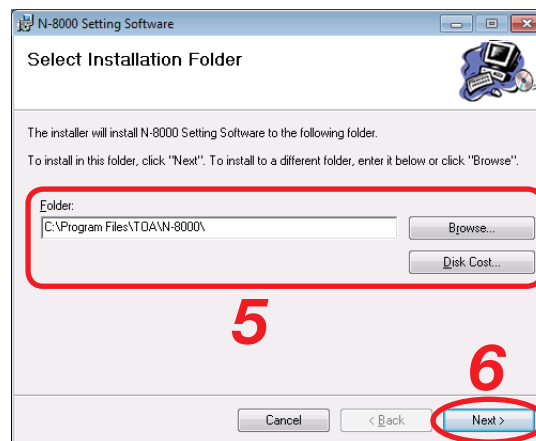 N-8000 Setting Software
Select Installation Folder
The installer will install N-8000 Setting Software to the following folder.
To install in this folder, click "Next". To install to a different folder, enter it below or click "Browse".
Folder:
C:\Program Files\TOA\N-8000\
Browse...
Disk Cost...
5
6
Cancel
< Back
Next >